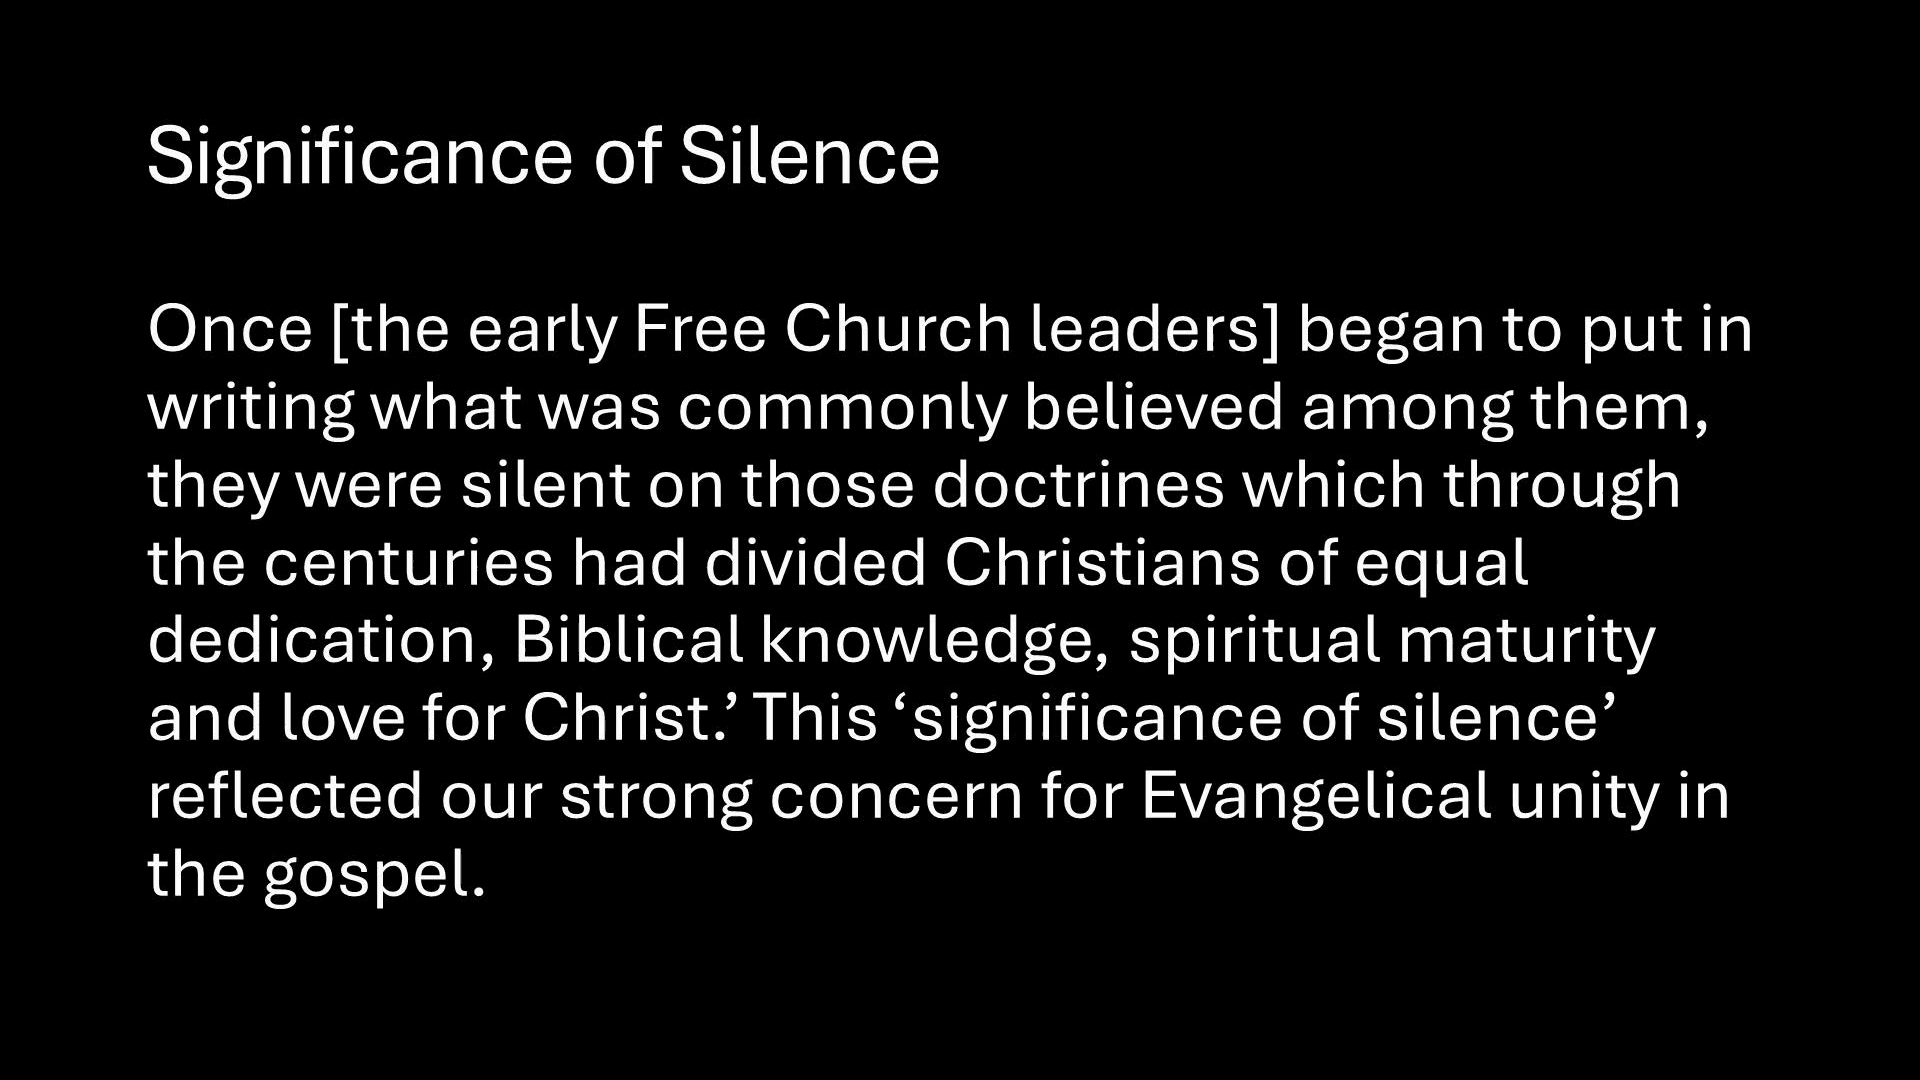 Significance of Silence
Once [the early Free Church leaders] began to put in
writing what was commonly believed among them,
they were silent on those doctrines which through
the centuries had divided Christians of equal
dedication, Biblical knowledge, spiritual maturity
and love for Christ.’ This ‘significance of silence’
reflected our strong concern for Evangelical unity in
the gospel.